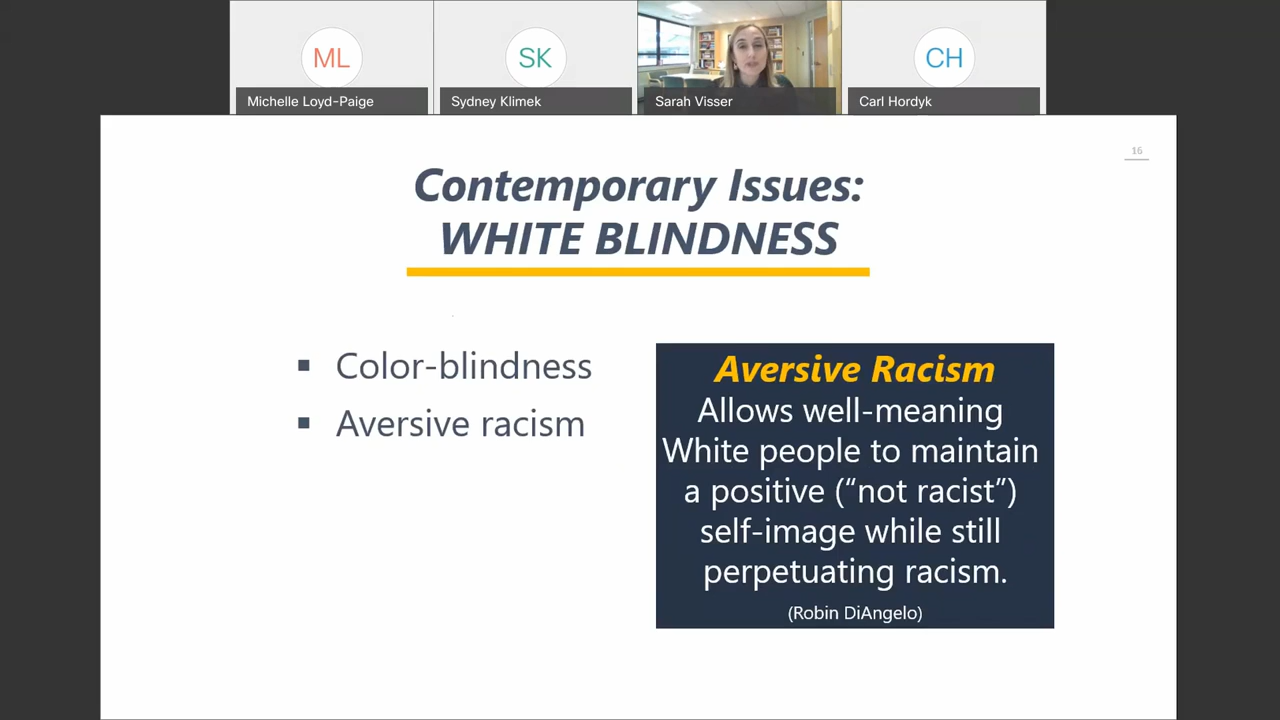 ML
SK
CH
Michelle Loyd-Paige
Sydney Klimek
Sarah Visser
Carl Hordyk
16
Contemporary Issues:
WHITE BLINDNESS
▪ Color-blindness
▪ Aversive racism
Aversive Racism
Allows well-meaning
White people to maintain
a positive (“not racist”)
self-image while still
perpetuating racism.
(Robin DiAngelo)